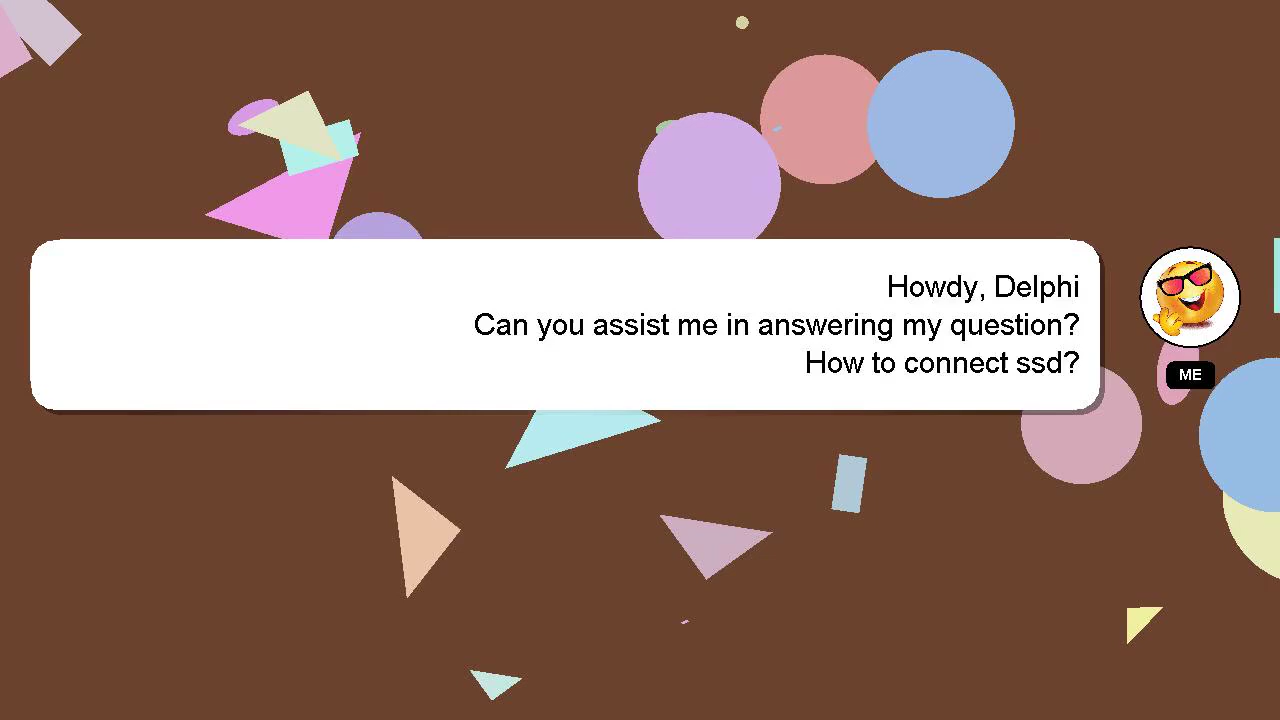 Howdy, Delphi
Can you assist me in answering my question?
How to connect ssd?
ME